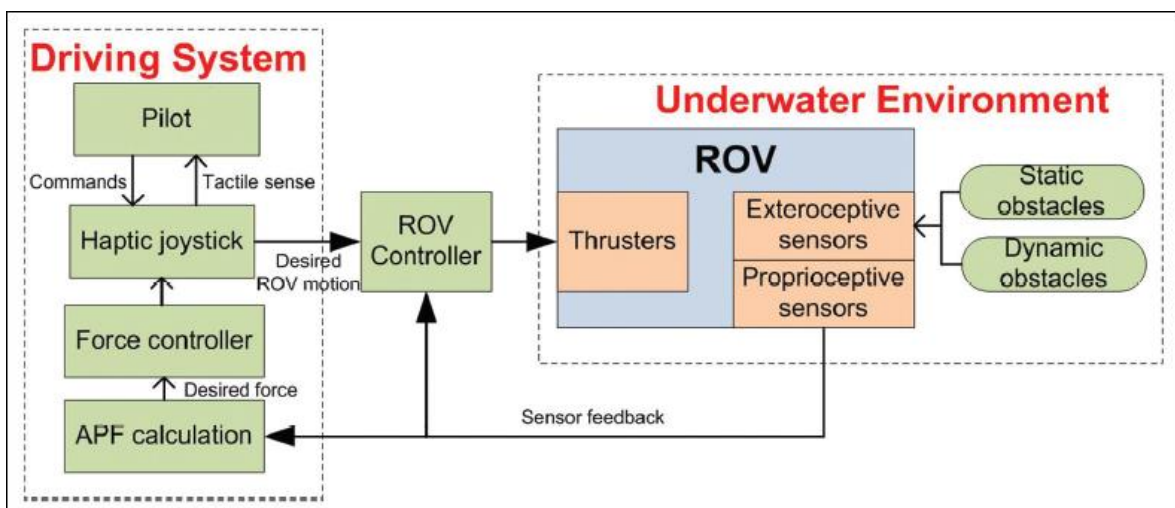 Driving System
Pilot
Commands
Tactile sense
Haptic joystick
Desired
ROV motion
Force controller
Desired force
APF calculation
ROV
Controller
Sensor feedback
Underwater Environment
ROV
Thrusters
Exteroceptive
sensors
Proprioceptive
sensors
Static
obstacles
Dynamic
obstacles